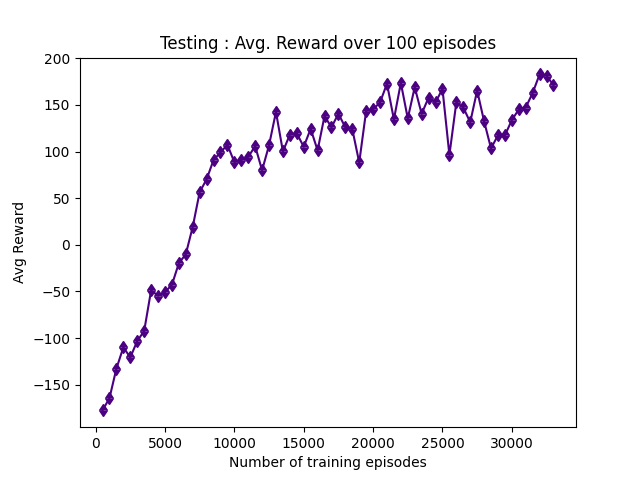 Testing : Avg. Reward over 100 episodes
200
150
100
50
0
−50
−100
−150
Avg Reward
0 5000 10000 15000 20000 25000 30000
Number of training episodes